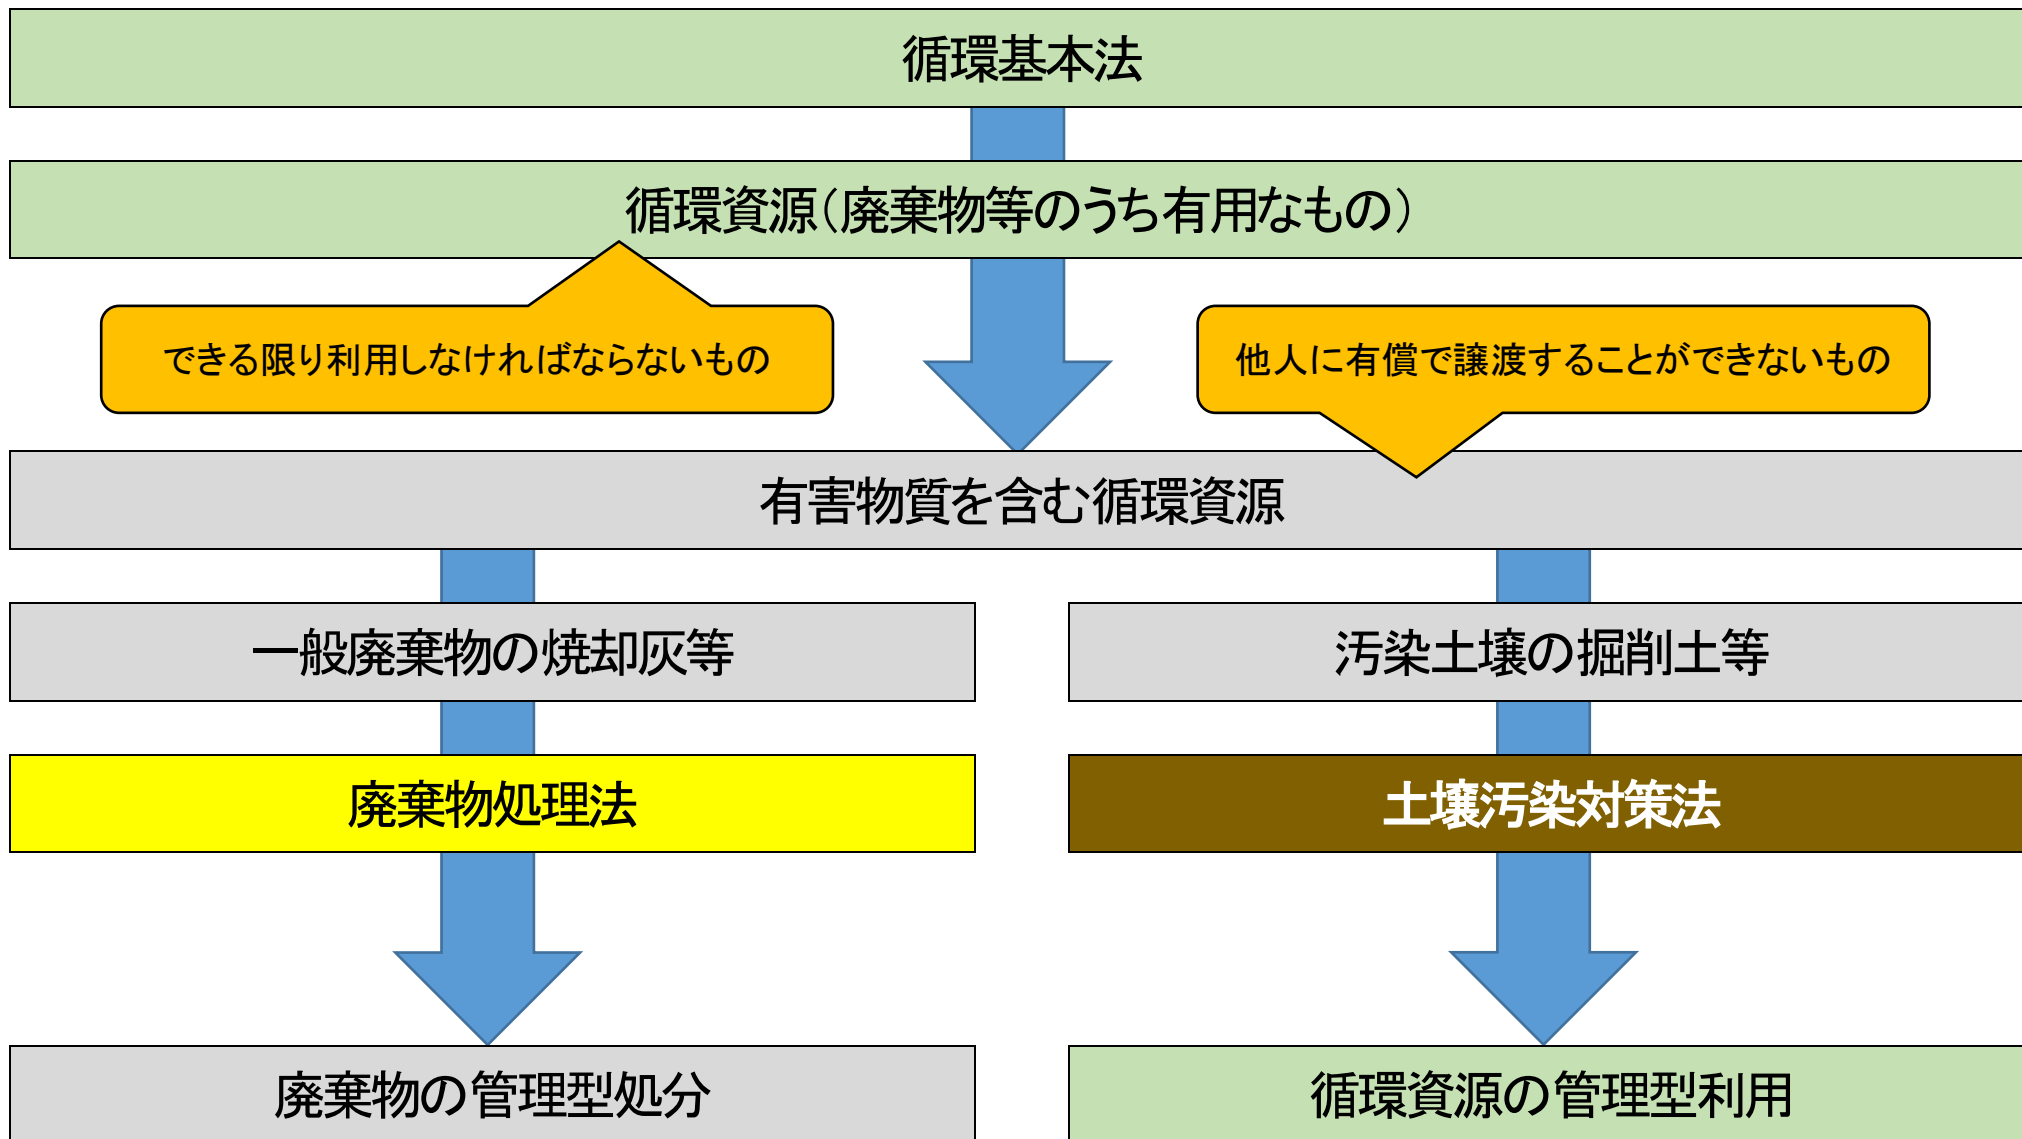 循環基本法
循環資源（廃棄物等のうち有用なもの）
できる限り利用しなければならないもの
他人に有償で譲渡することができないもの
有害物質を含む循環資源
一般廃棄物の焼却灰等
汚染土壌の掘削土等
廃棄物処理法
土壌汚染対策法
廃棄物の管理型処分
循環資源の管理型利用